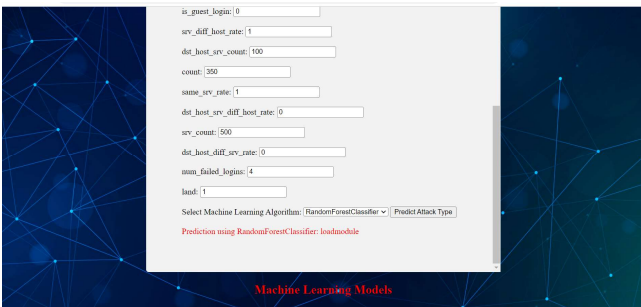 is_guest_login: 0
srv_diff_host_rate: 1
dst_host_srv_count: 100
count: 350
same_srv_rate: 1
dst_host_srv_diff_host_rate: 0
srv_count: 500
dst_host_diff_srv_rate: 0
num_failed_logins: 4
land: 1
Select Machine Learning Algorithm: RandomForestClassifier Predict Attack Type
Prediction using RandomForestClassifier: loadmodule
Machine Learning Models